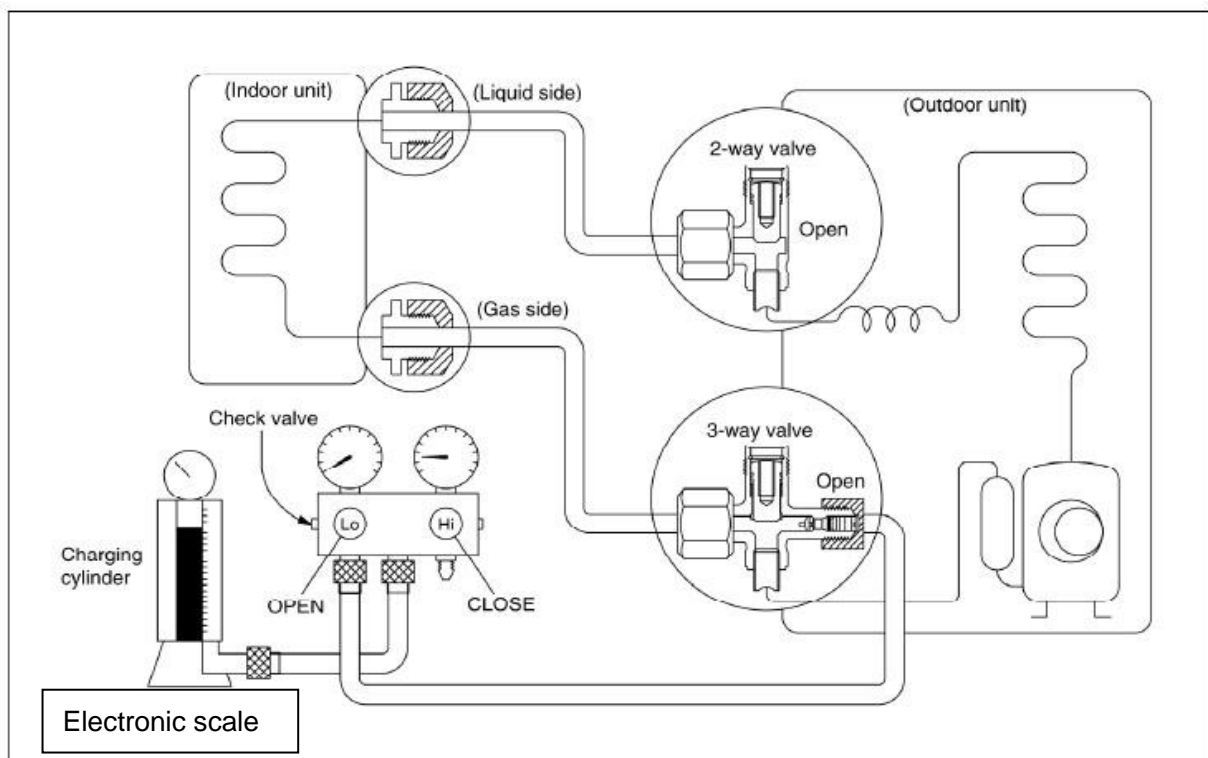 (Indoor unit)
(Liquid side)
(Outdoor unit)
2-way valve
Open
(Gas side)
Check valve
3-way valve
Open
Lo
Hi
Charging
cylinder
OPEN
CLOSE
Electronic scale